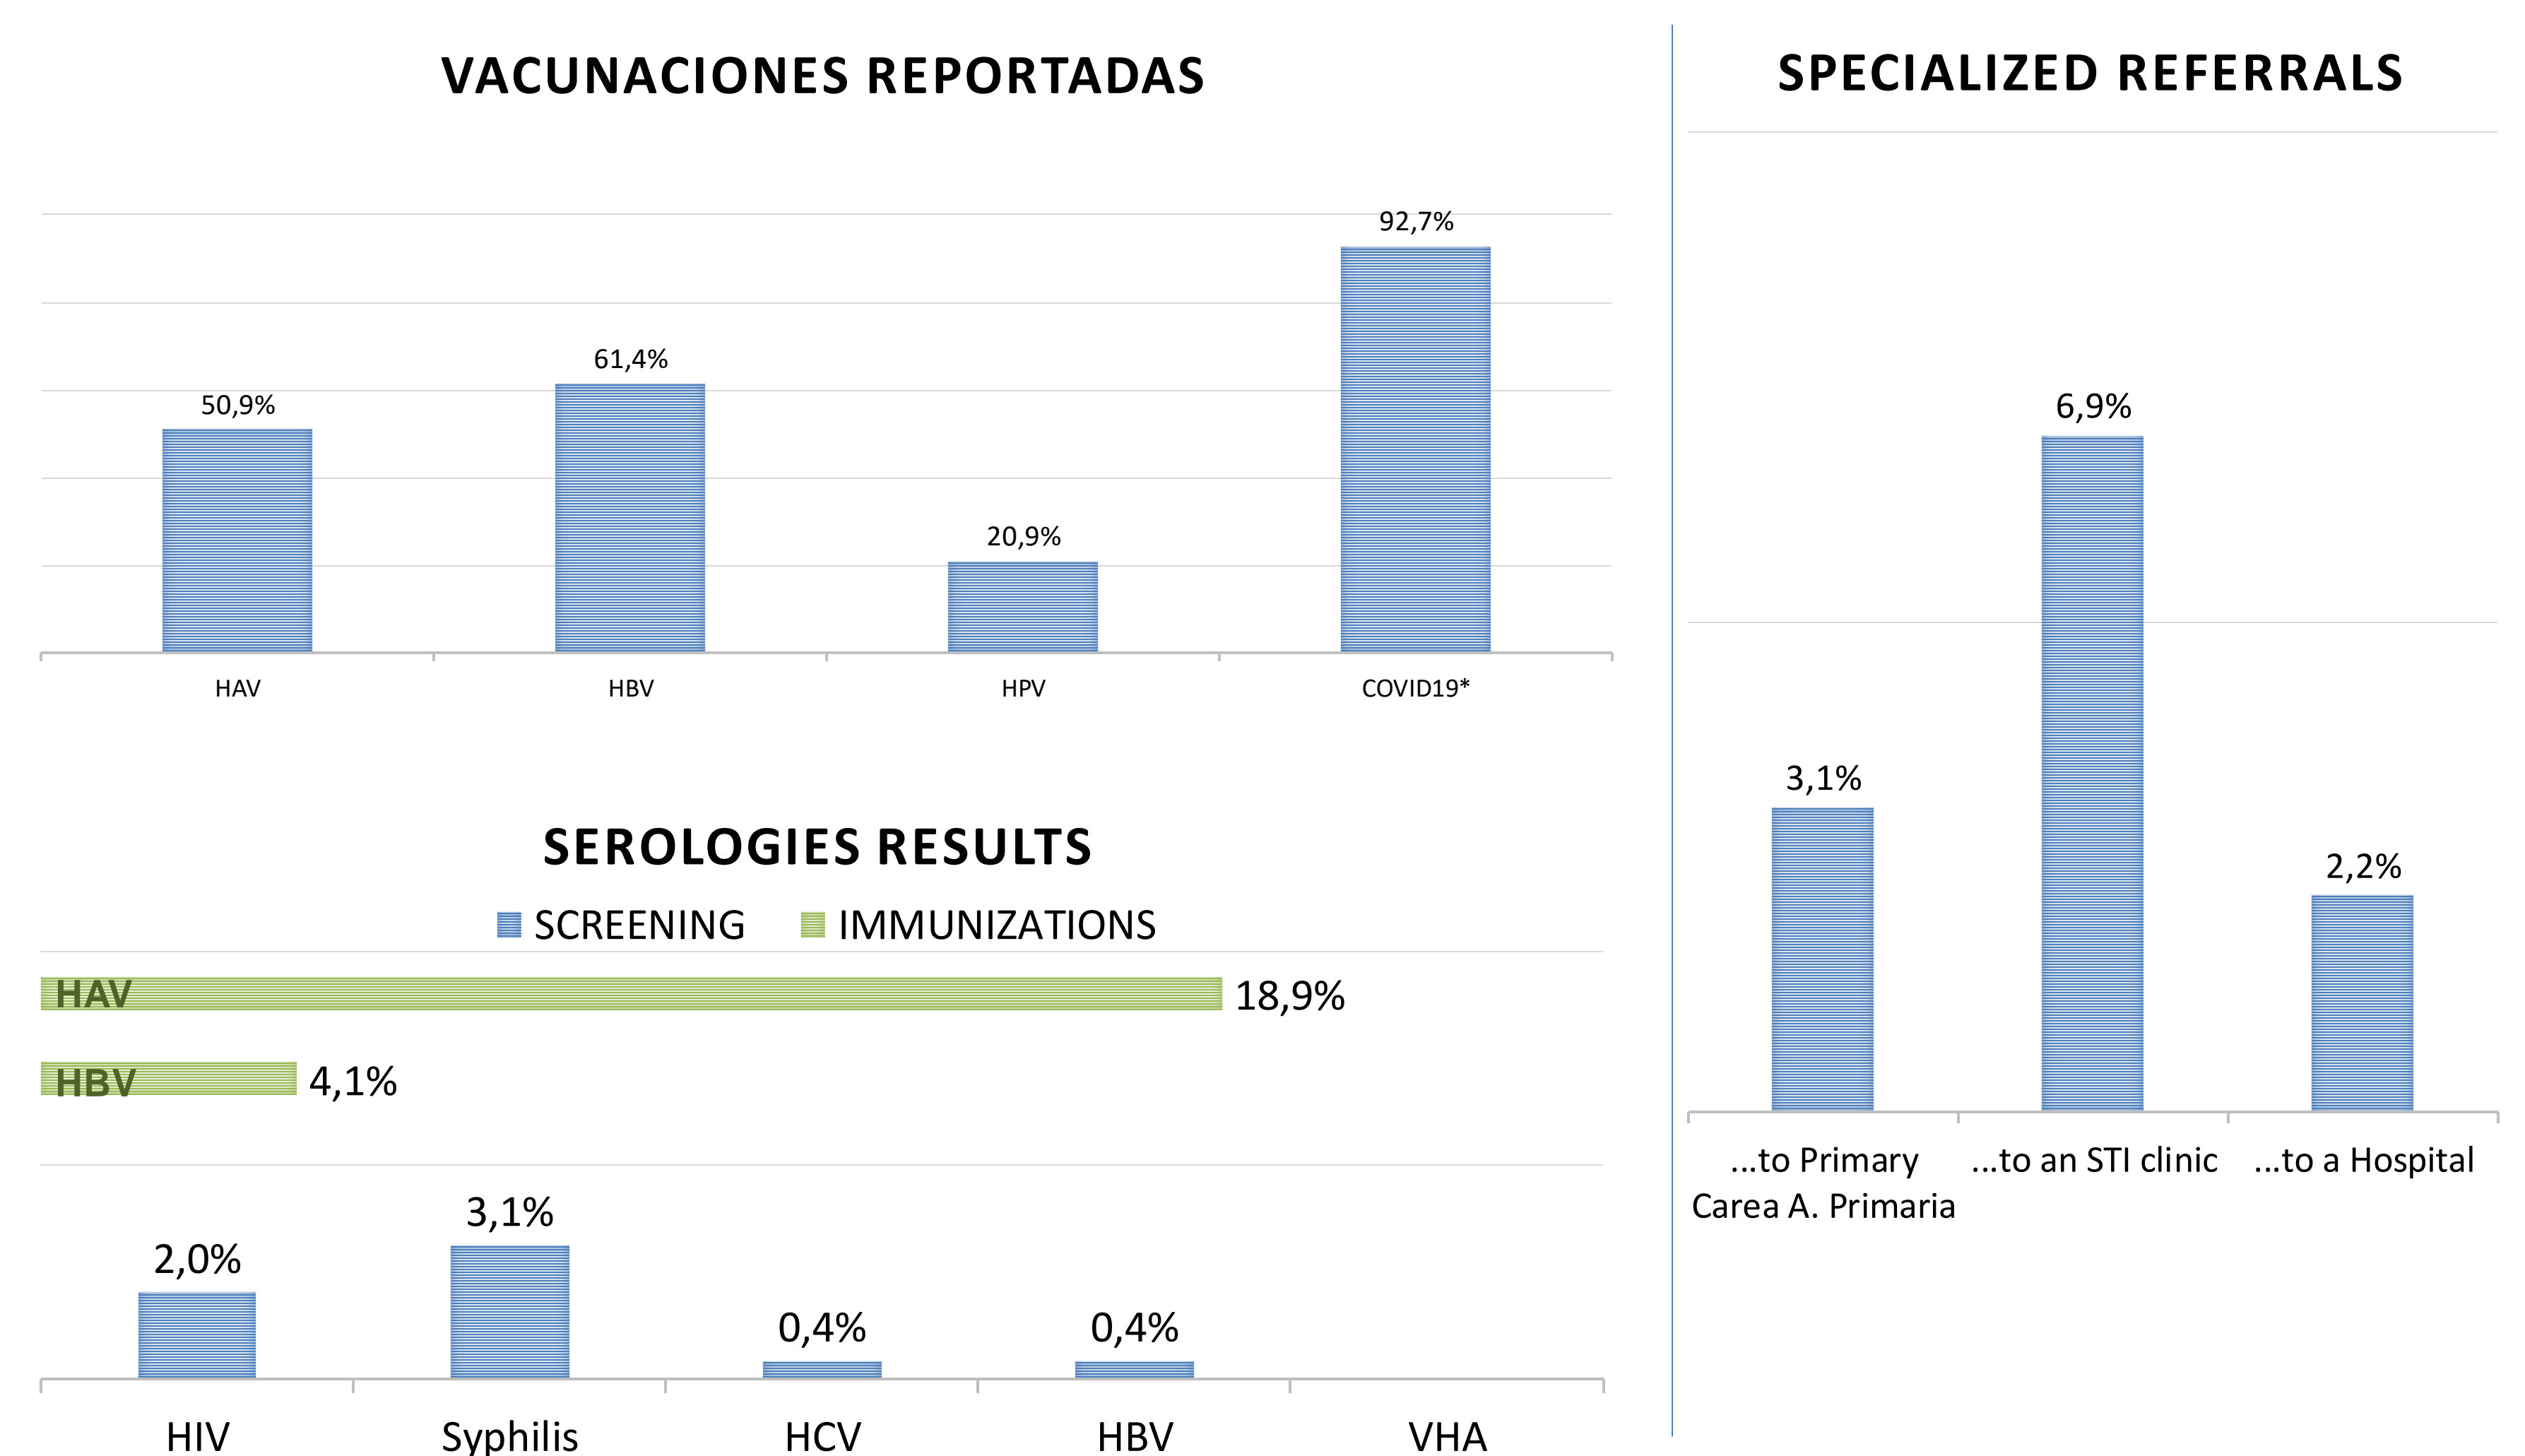 VACUNACIONES REPORTADAS
92,7%
61,4%
50,9%
20,9%
HAV HBV HPV COVID19*
SEROLOGIES RESULTS
SCREENING IMMUNIZATIONS
HAV 18,9%
HBV 4,1%
3,1%
2,0%
0,4% 0,4%
HIV Syphilis HCV HBV VHA
SPECIALIZED REFERRALS
6,9%
3,1%
2,2%
...to Primary ...to an STI clinic ...to a Hospital
Carea A. Primaria